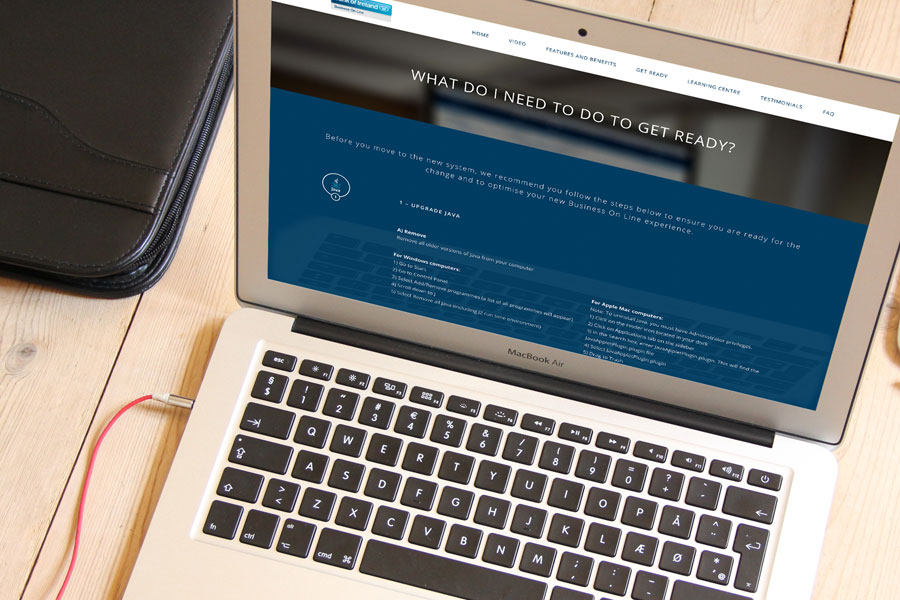 Bank of Ireland
Business On Line
HOME
VIDEO
FEATURES AND BENEFITS
GET READY
LEARNING CENTRE
TESTIMONIALS
FAQ
WHAT DO I NEED TO DO TO GET READY?
Before you move to the new system, we recommend you follow the steps below to ensure you are ready for the
change and to optimise your new Business On Line experience.
Java
1 – UPGRADE JAVA
A) Remove
Remove all older versions of Java from your computer
For Windows computers:
1) Go to Start
2) Go to Control Panel
3) Select Add/Remove programmes (a list of all programmes will appear)
4) Scroll down to J
5) Select Remove all Java (including J2 run time environments)
For Apple Mac computers:
Note: To uninstall Java, you must have Administrator privileges.
1) Click on the Finder icon located in your dock
2) Click on Applications tab on the sidebar
3) In the search box enter JavaAppletPlugin.plugin. This will find the
JavaAppletPlugin.plugin file
4) Select JavaAppletPlugin.plugin
5) Drag to Trash
MacBook Air
esc F1 F2 F3 F4 F5 F6 F7 F8 F9 F10 F11 F12
§ $ ! 1 " 2 # 3 € 4 % 5 & 6 / 7 ( 8 ) 9 = 0 ? + ` ´
Q W E R T Y U I O P Å ^ ¨
A S D F G H J K L Æ Ø * @
> < Z X C V B N M ; , : . _ -
fn ctrl alt cmd ⌘